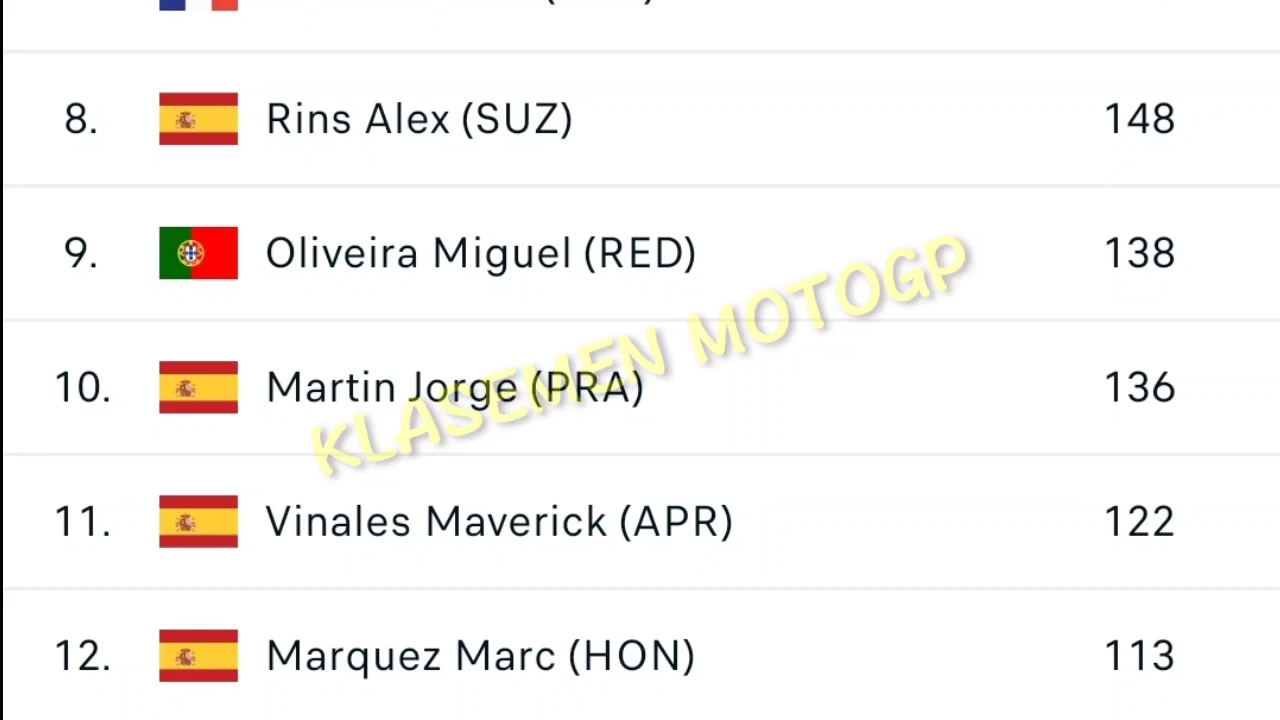 8. Rins Alex (SUZ) 148
9. Oliveira Miguel (RED) 138
KLASEMEN MOTOGP
10. Martin Jorge (PRA) 136
11. Vinales Maverick (APR) 122
12. Marquez Marc (HON) 113